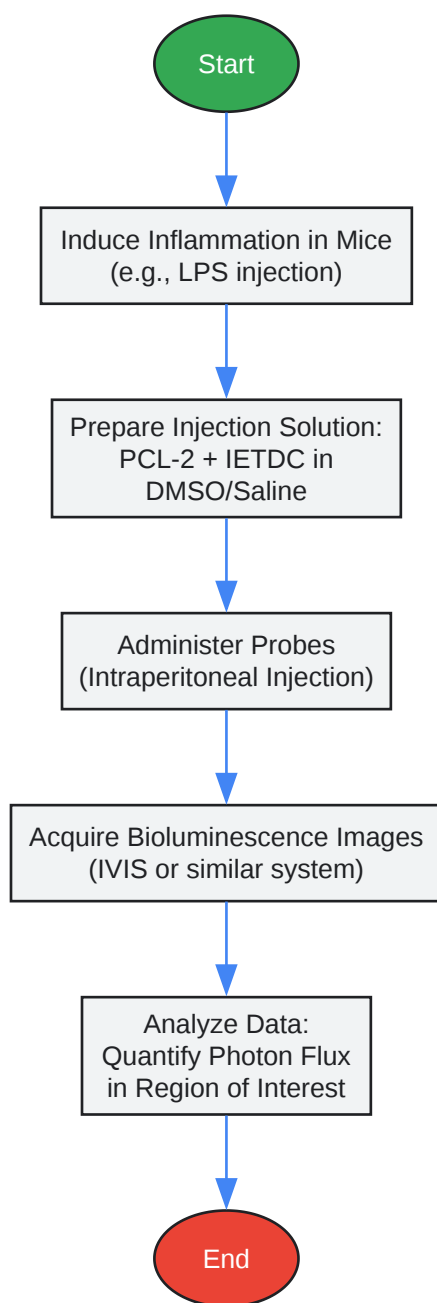 Start
Induce Inflammation in Mice
(e.g., LPS injection)
Prepare Injection Solution:
PCL-2 + IETDC in
DMSO/Saline
Administer Probes
(Intraperitoneal Injection)
Acquire Bioluminescence Images
(IVIS or similar system)
Analyze Data:
Quantify Photon Flux
in Region of Interest
End